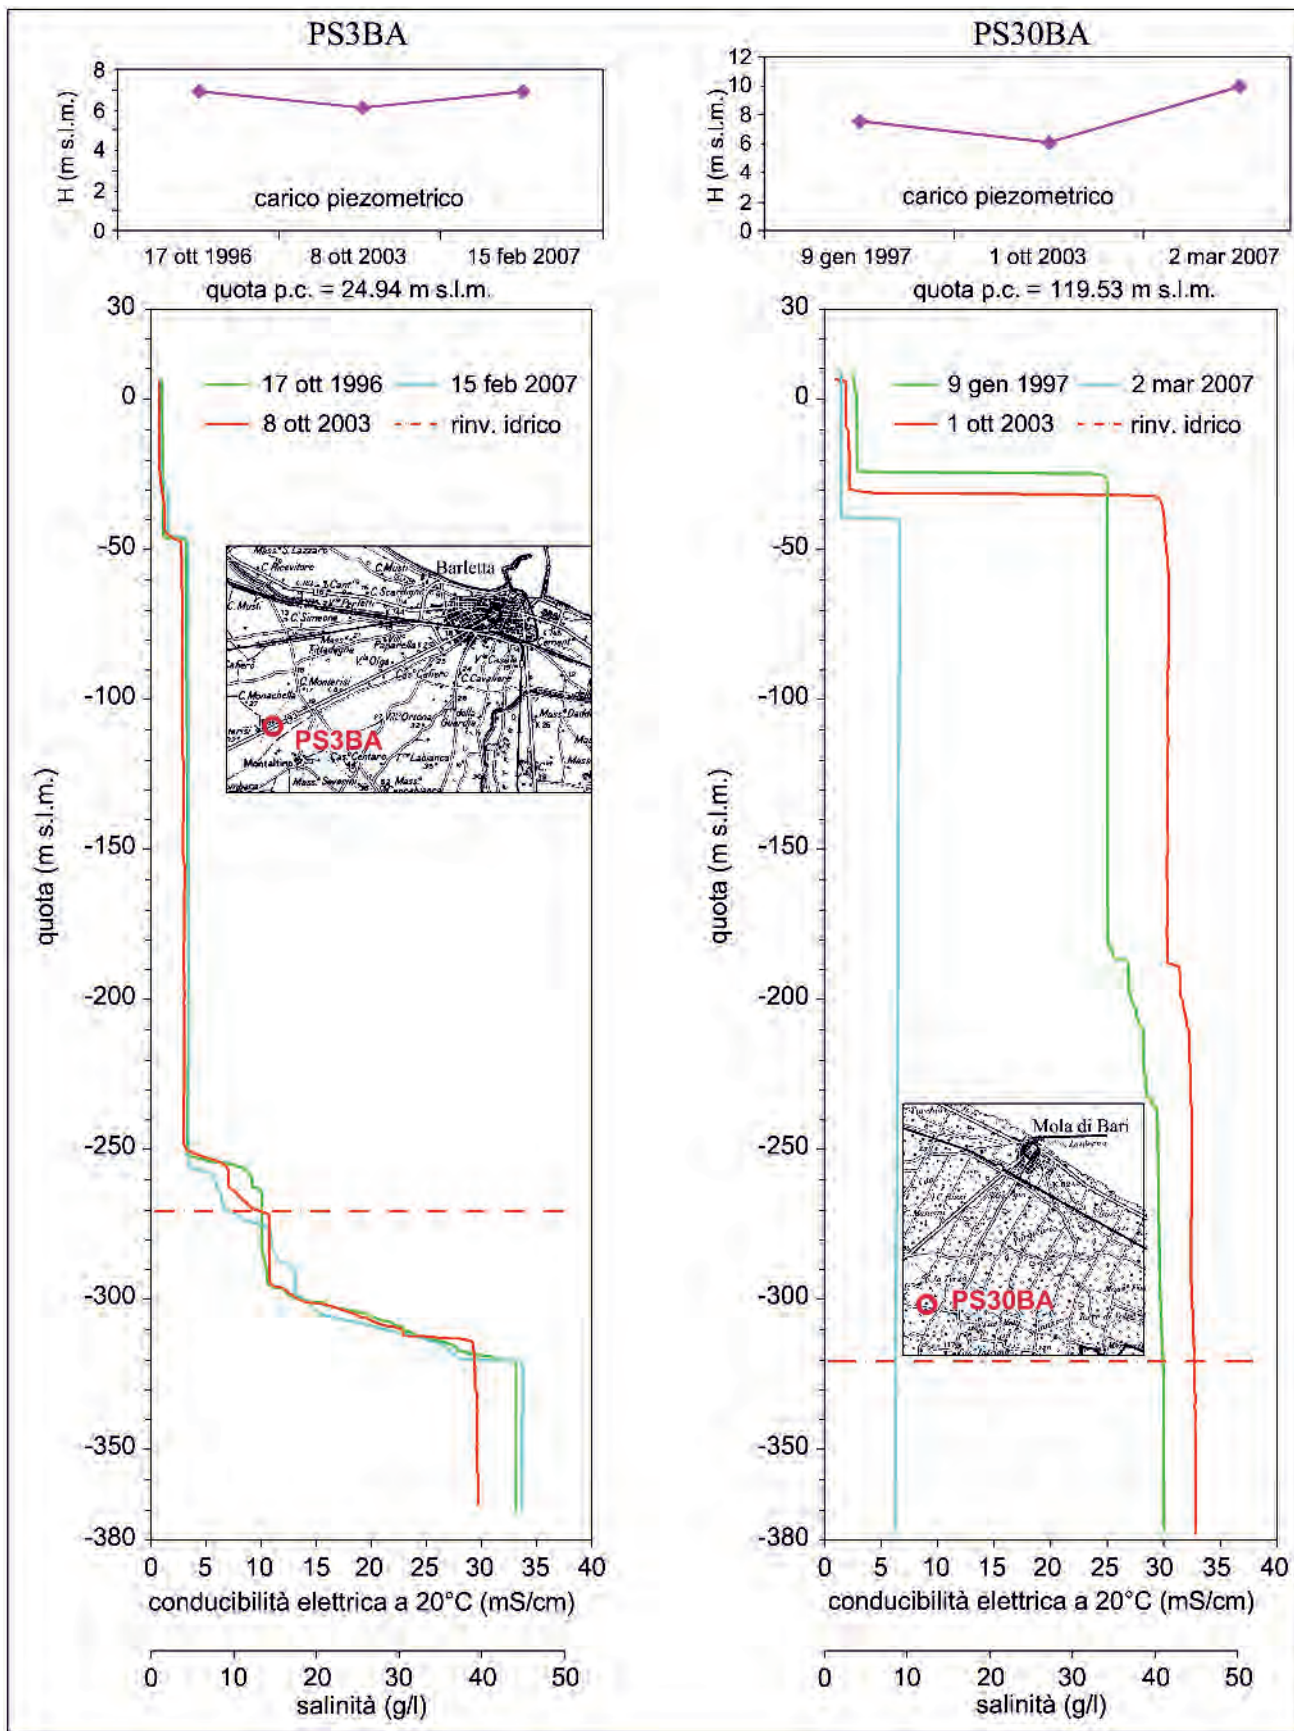 PS3BA
8
6
4
2
0
H (m s.l.m.)
carico piezometrico
17 ott 1996 8 ott 2003 15 feb 2007
quota p.c. = 24.94 m s.l.m.
30
0
-50
-100
-150
-200
-250
-300
-350
-380
quota (m s.l.m.)
17 ott 1996 15 feb 2007
8 ott 2003 rinv. idrico
Barletta
PS3BA
Montaltino
0 5 10 15 20 25 30 35 40
conducibilità elettrica a 20°C (mS/cm)
0 10 20 30 40 50
salinità (g/l)
PS30BA
12
10
8
6
4
2
0
H (m s.l.m.)
carico piezometrico
9 gen 1997 1 ott 2003 2 mar 2007
quota p.c. = 119.53 m s.l.m.
30
0
-50
-100
-150
-200
-250
-300
-350
-380
quota (m s.l.m.)
9 gen 1997 2 mar 2007
1 ott 2003 rinv. idrico
Mola di Bari
PS30BA
0 5 10 15 20 25 30 35 40
conducibilità elettrica a 20°C (mS/cm)
0 10 20 30 40 50
salinità (g/l)